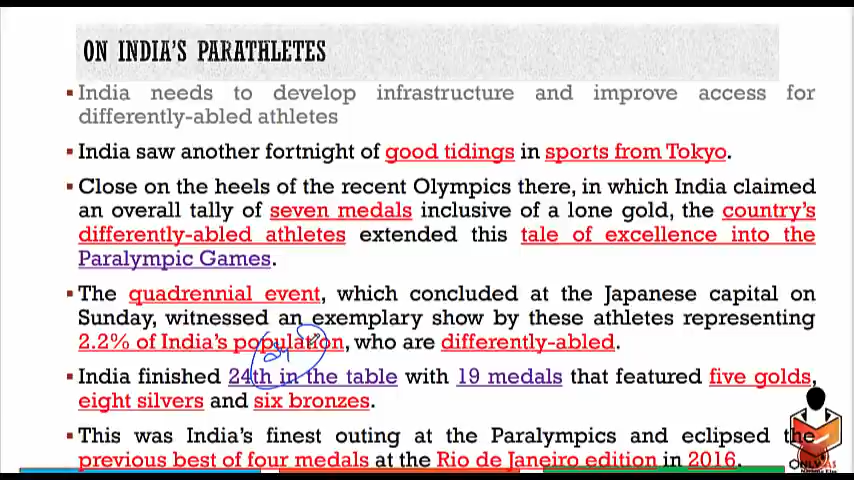 ON INDIA'S PARATHLETES
▪ India needs to develop infrastructure and improve access for
differently-abled athletes
▪ India saw another fortnight of good tidings in sports from Tokyo.
▪ Close on the heels of the recent Olympics there, in which India claimed
an overall tally of seven medals inclusive of a lone gold, the country's
differently-abled athletes extended this tale of excellence into the
Paralympic Games.
▪ The quadrennial event, which concluded at the Japanese capital on
Sunday, witnessed an exemplary show by these athletes representing
2.2% of India's population, who are differently-abled.
▪ India finished 24th in the table with 19 medals that featured five golds,
eight silvers and six bronzes.
▪ This was India's finest outing at the Paralympics and eclipsed the
previous best of four medals at the Rio de Janeiro edition in 2016.